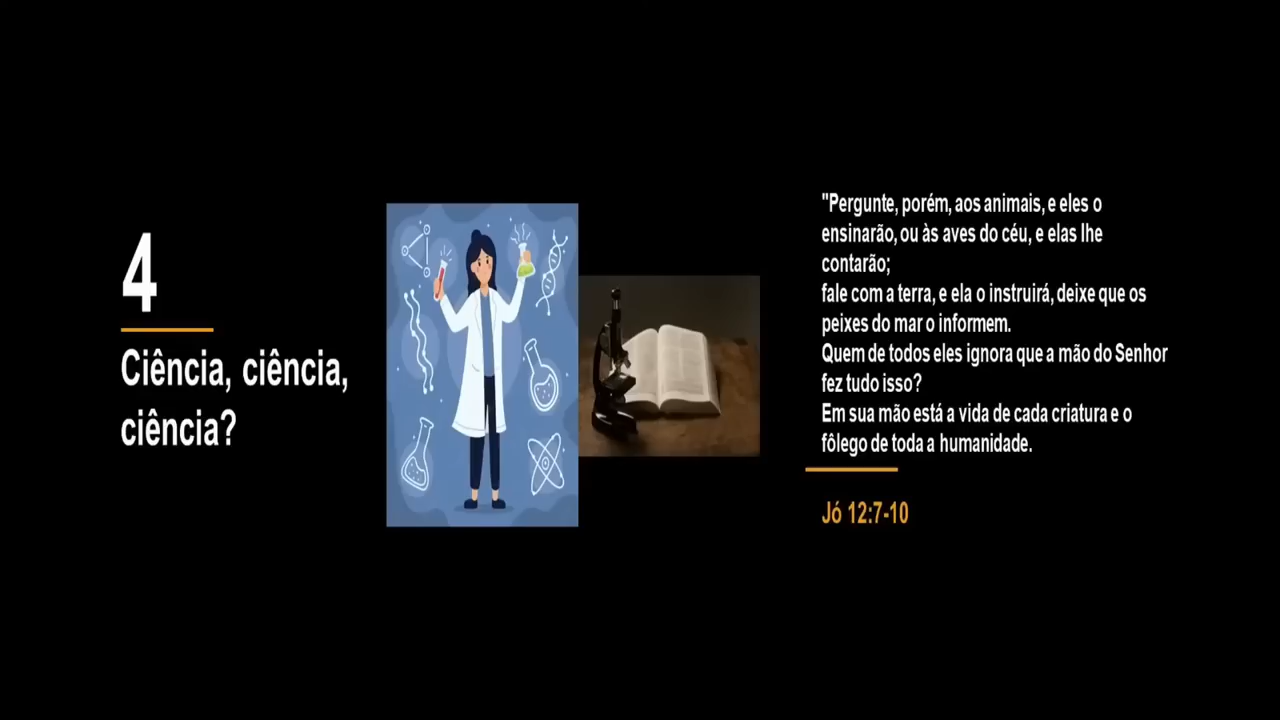 4
Ciência, ciência,
ciência?
"Pergunte, porém, aos animais, e eles o
ensinarão, ou às aves do céu, e elas lhe
contarão;
fale com a terra, e ela o instruirá, deixe que os
peixes do mar o informem.
Quem de todos eles ignora que a mão do Senhor
fez tudo isso?
Em sua mão está a vida de cada criatura e o
fôlego de toda a humanidade.
Jó 12:7-10